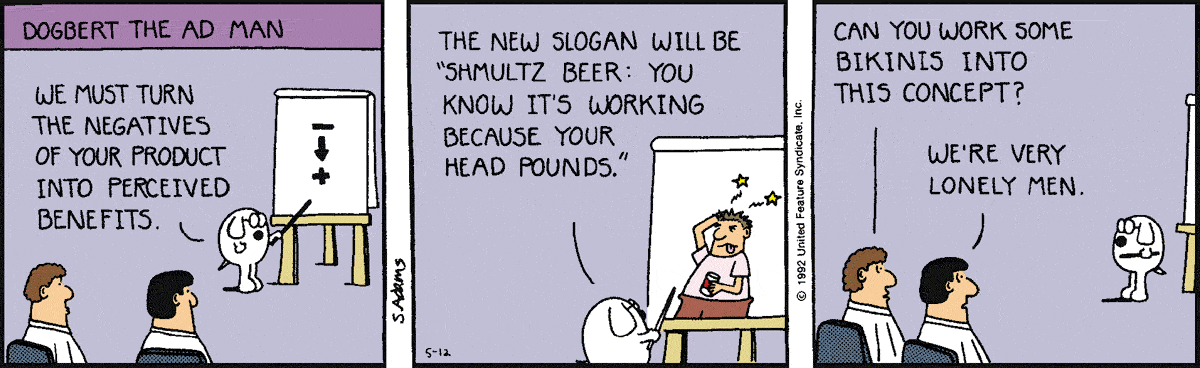 DOGBERT THE AD MAN
WE MUST TURN
THE NEGATIVES
OF YOUR PRODUCT
INTO PERCEIVED
BENEFITS.
S. Adams
THE NEW SLOGAN WILL BE
"SHMULTZ BEER: YOU
KNOW IT'S WORKING
BECAUSE YOUR
HEAD POUNDS."
5-12
© 1992 United Feature Syndicate, Inc.
CAN YOU WORK SOME
BIKINIS INTO
THIS CONCEPT?
WE'RE VERY
LONELY MEN.